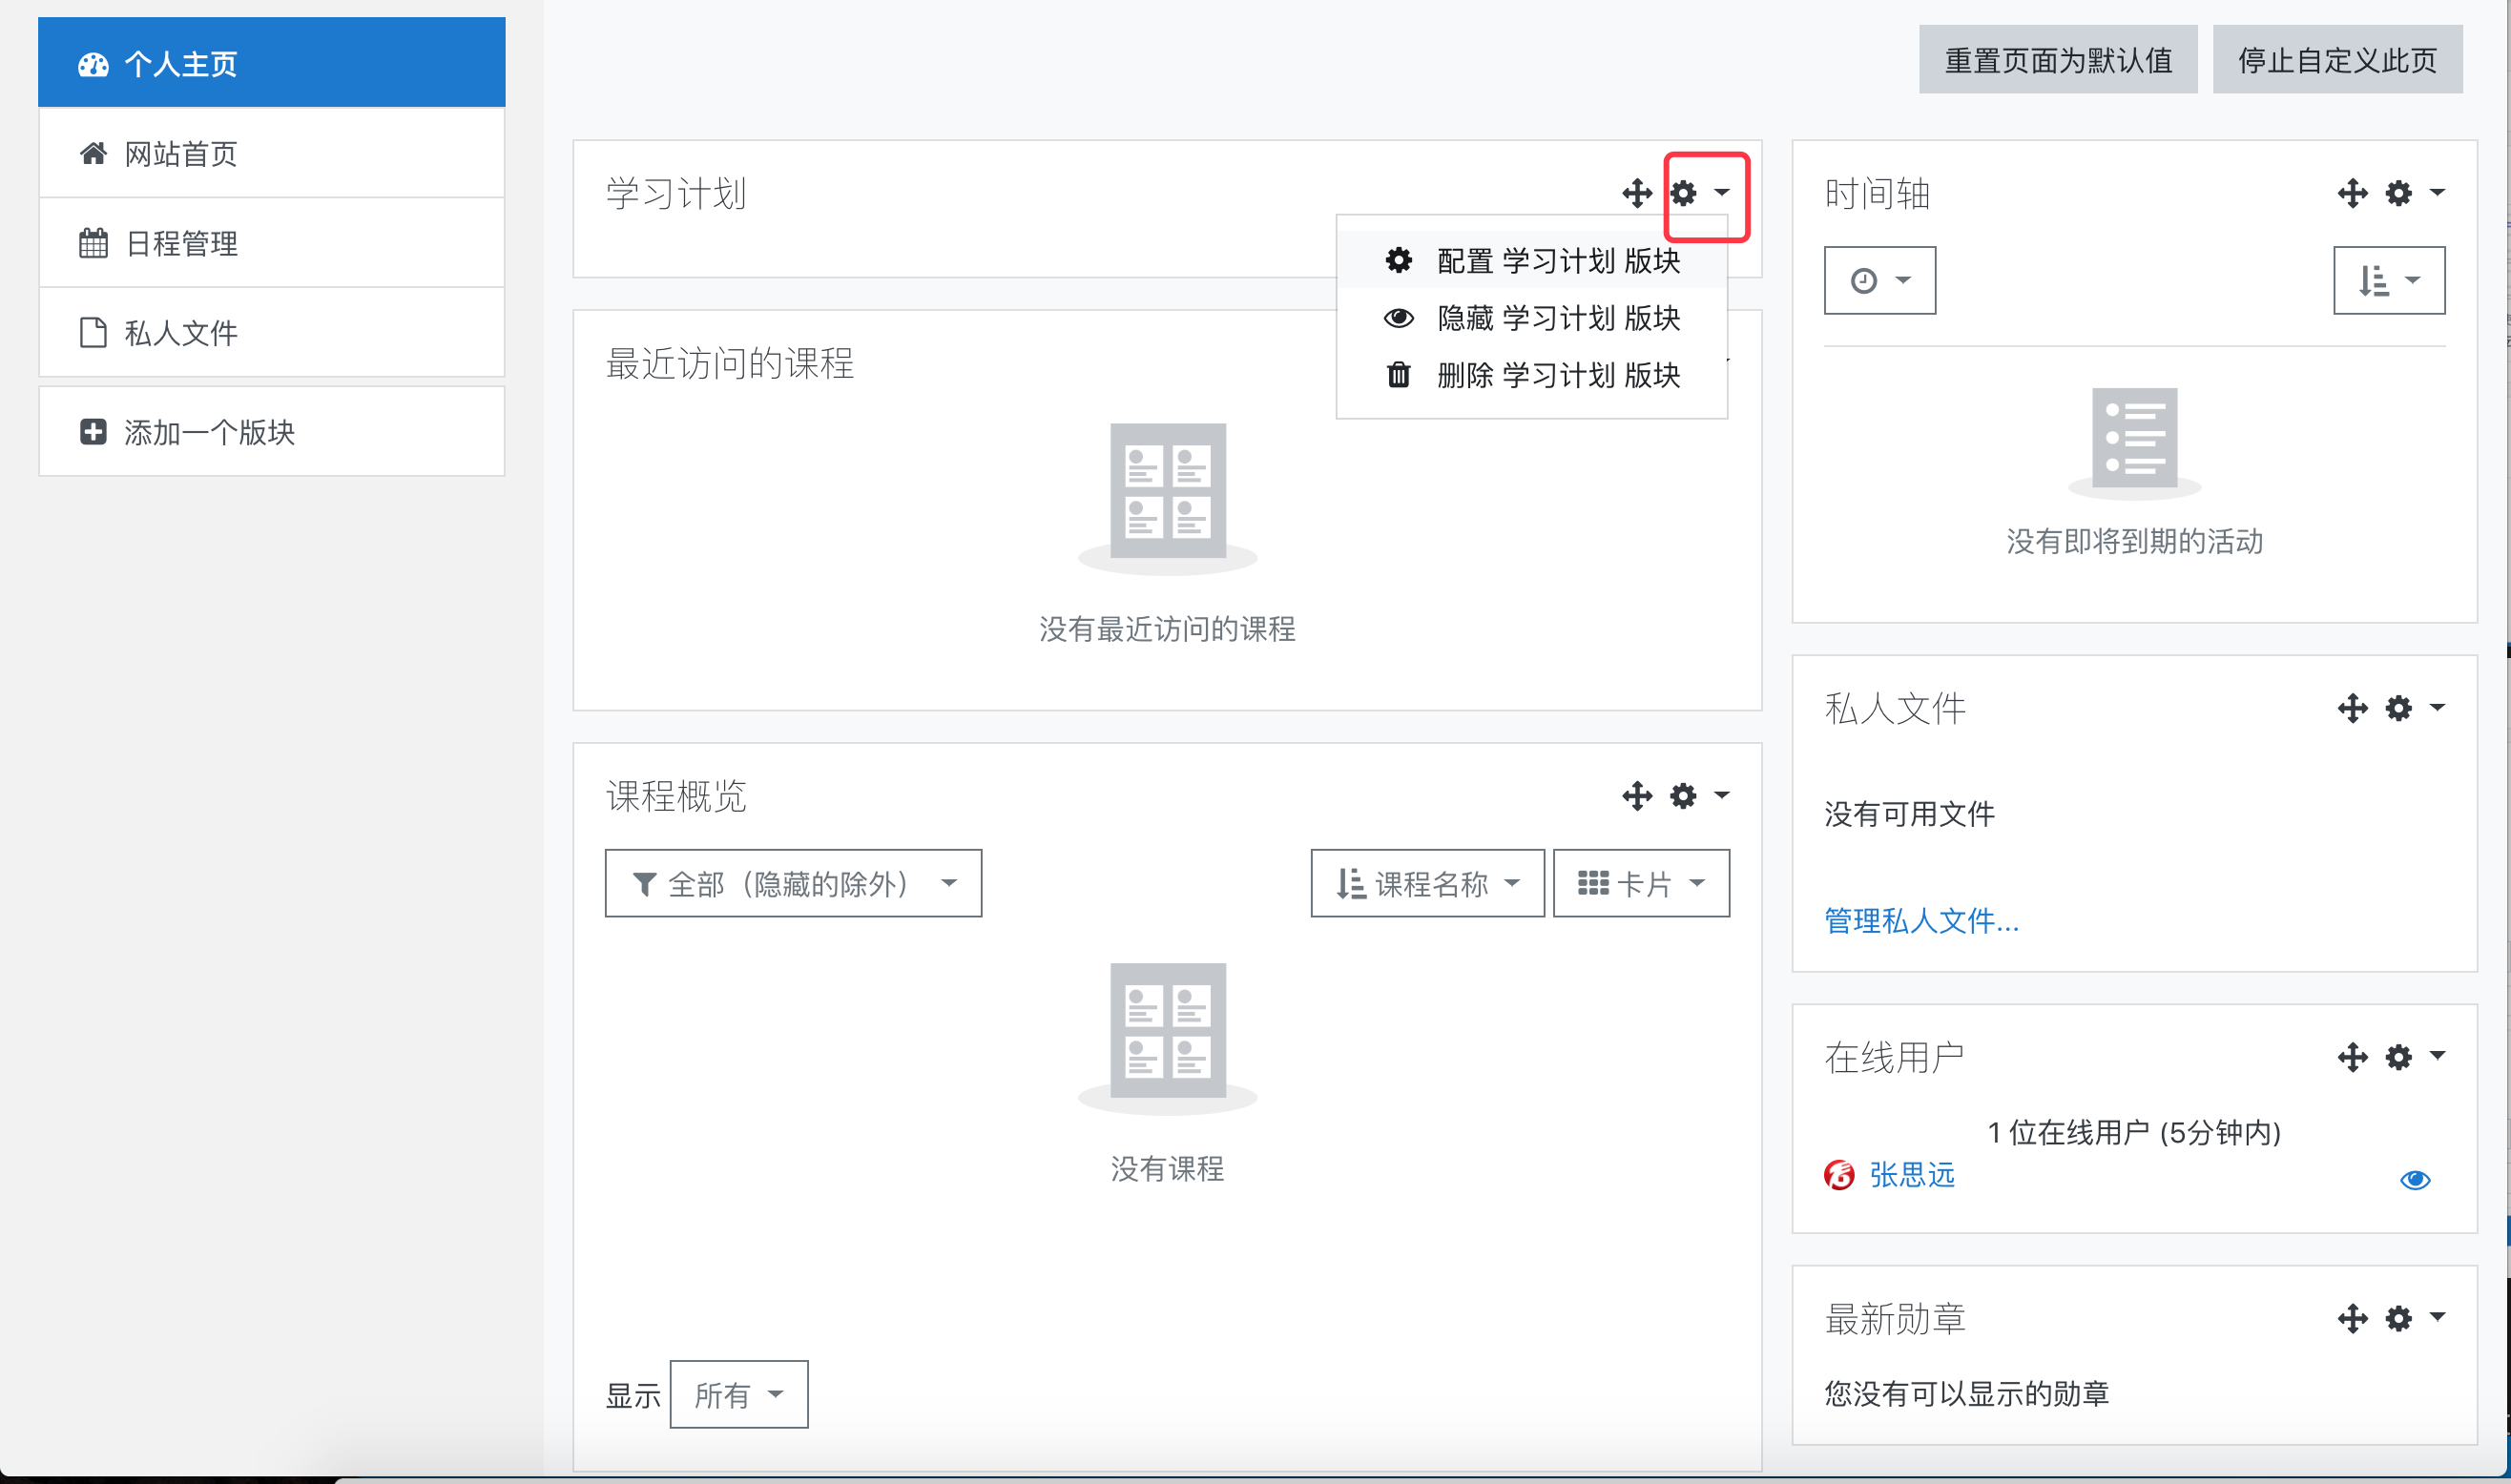 个人主页
网站首页
日程管理
私人文件
添加一个版块
重置页面为默认值
停止自定义此页
学习计划
配置 学习计划 版块
隐藏 学习计划 版块
删除 学习计划 版块
最近访问的课程
没有最近访问的课程
课程概览
全部（隐藏的除外）
课程名称
卡片
没有课程
显示 所有
时间轴
没有即将到期的活动
私人文件
没有可用文件
管理私人文件...
在线用户
1 位在线用户 (5分钟内)
张思远
最新勋章
您没有可以显示的勋章